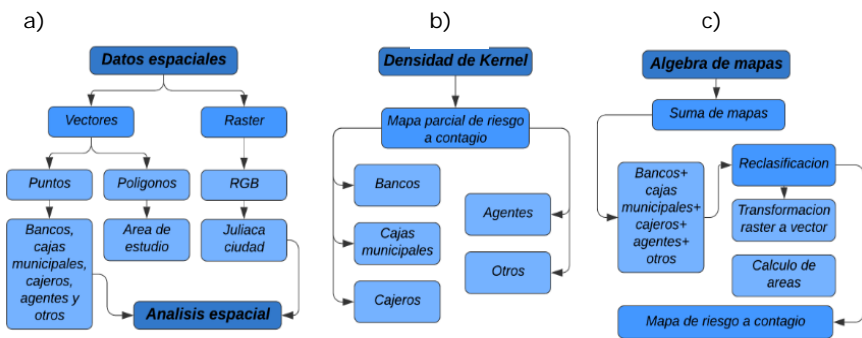 a)
Datos espaciales
Vectores
Raster
Puntos
Poligonos
RGB
Bancos,
cajas
municipales,
cajeros,
agentes y
otros
Area de
estudio
Juliaca
ciudad
Analisis espacial
b)
Densidad de Kernel
Mapa parcial de riesgo
a contagio
Bancos
Cajas
municipales
Cajeros
Agentes
Otros
c)
Algebra de mapas
Suma de mapas
Bancos+
cajas
municipales+
cajeros+
agentes+
otros
Reclasificacion
Transformacion
raster a vector
Calculo de
areas
Mapa de riesgo a contagio